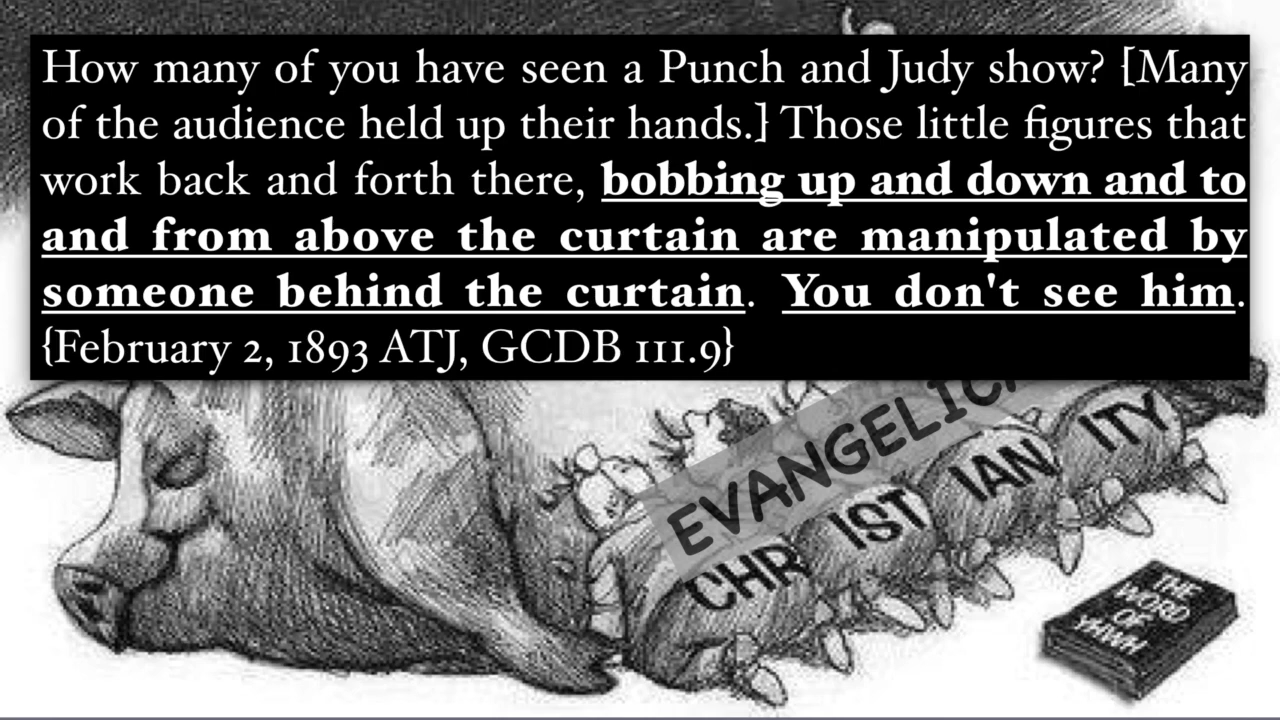 How many of you have seen a Punch and Judy show? [Many
of the audience held up their hands.] Those little figures that
work back and forth there, bobbing up and down and to
and from above the curtain are manipulated by
someone behind the curtain. You don't see him.
{February 2, 1893 ATJ, GCDB 111.9}
EVANGELICA
CHR IST IAN ITY
THE
WORD
OF
YHWH